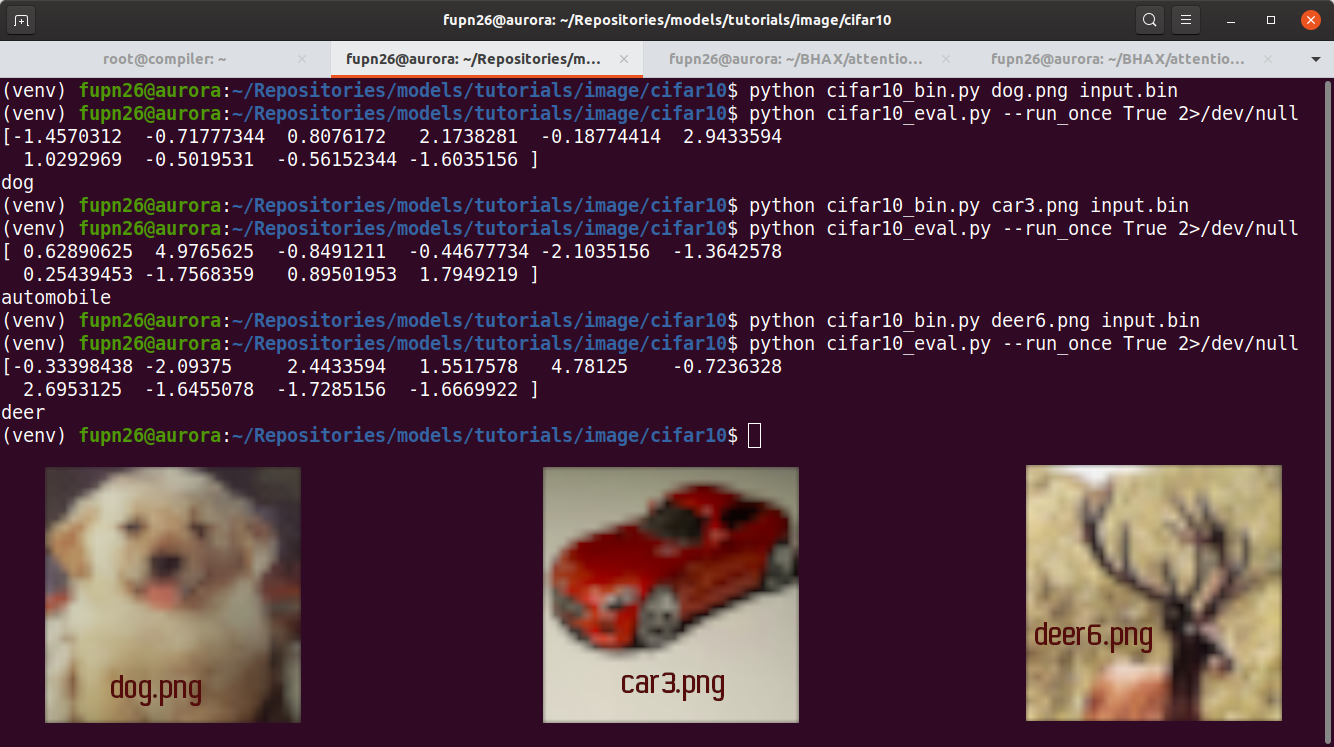 fupn26@aurora: ~/Repositories/models/tutorials/image/cifar10
root@compiler: ~
fupn26@aurora: ~/Repositories/m…
fupn26@aurora: ~/BHAX/attentio…
fupn26@aurora: ~/BHAX/attentio…
(venv) fupn26@aurora:~/Repositories/models/tutorials/image/cifar10$ python cifar10_bin.py dog.png input.bin
(venv) fupn26@aurora:~/Repositories/models/tutorials/image/cifar10$ python cifar10_eval.py --run_once True 2>/dev/null
[-1.4570312  -0.71777344  0.8076172   2.1738281  -0.18774414  2.9433594
  1.0292969  -0.5019531  -0.56152344 -1.6035156 ]
dog
(venv) fupn26@aurora:~/Repositories/models/tutorials/image/cifar10$ python cifar10_bin.py car3.png input.bin
(venv) fupn26@aurora:~/Repositories/models/tutorials/image/cifar10$ python cifar10_eval.py --run_once True 2>/dev/null
[ 0.62890625  4.9765625  -0.8491211  -0.44677734 -2.1035156  -1.3642578
  0.25439453 -1.7568359   0.89501953  1.7949219 ]
automobile
(venv) fupn26@aurora:~/Repositories/models/tutorials/image/cifar10$ python cifar10_bin.py deer6.png input.bin
(venv) fupn26@aurora:~/Repositories/models/tutorials/image/cifar10$ python cifar10_eval.py --run_once True 2>/dev/null
[-0.33398438 -2.09375     2.4433594   1.5517578   4.78125    -0.7236328
  2.6953125  -1.6455078  -1.7285156  -1.6669922 ]
deer
(venv) fupn26@aurora:~/Repositories/models/tutorials/image/cifar10$
dog.png
car3.png
deer6.png